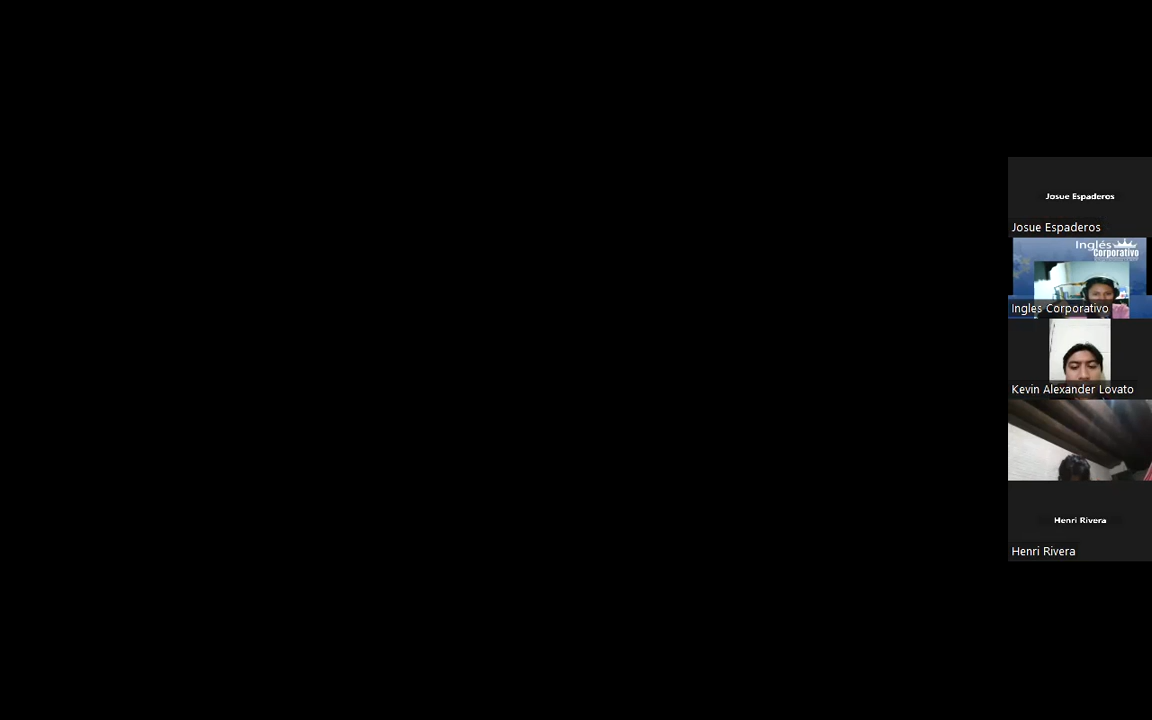 Josue Espaderos
Josue Espaderos
Inglés
Corporativo
Ingles Corporativo
Kevin Alexander Lovato
Henri Rivera
Henri Rivera